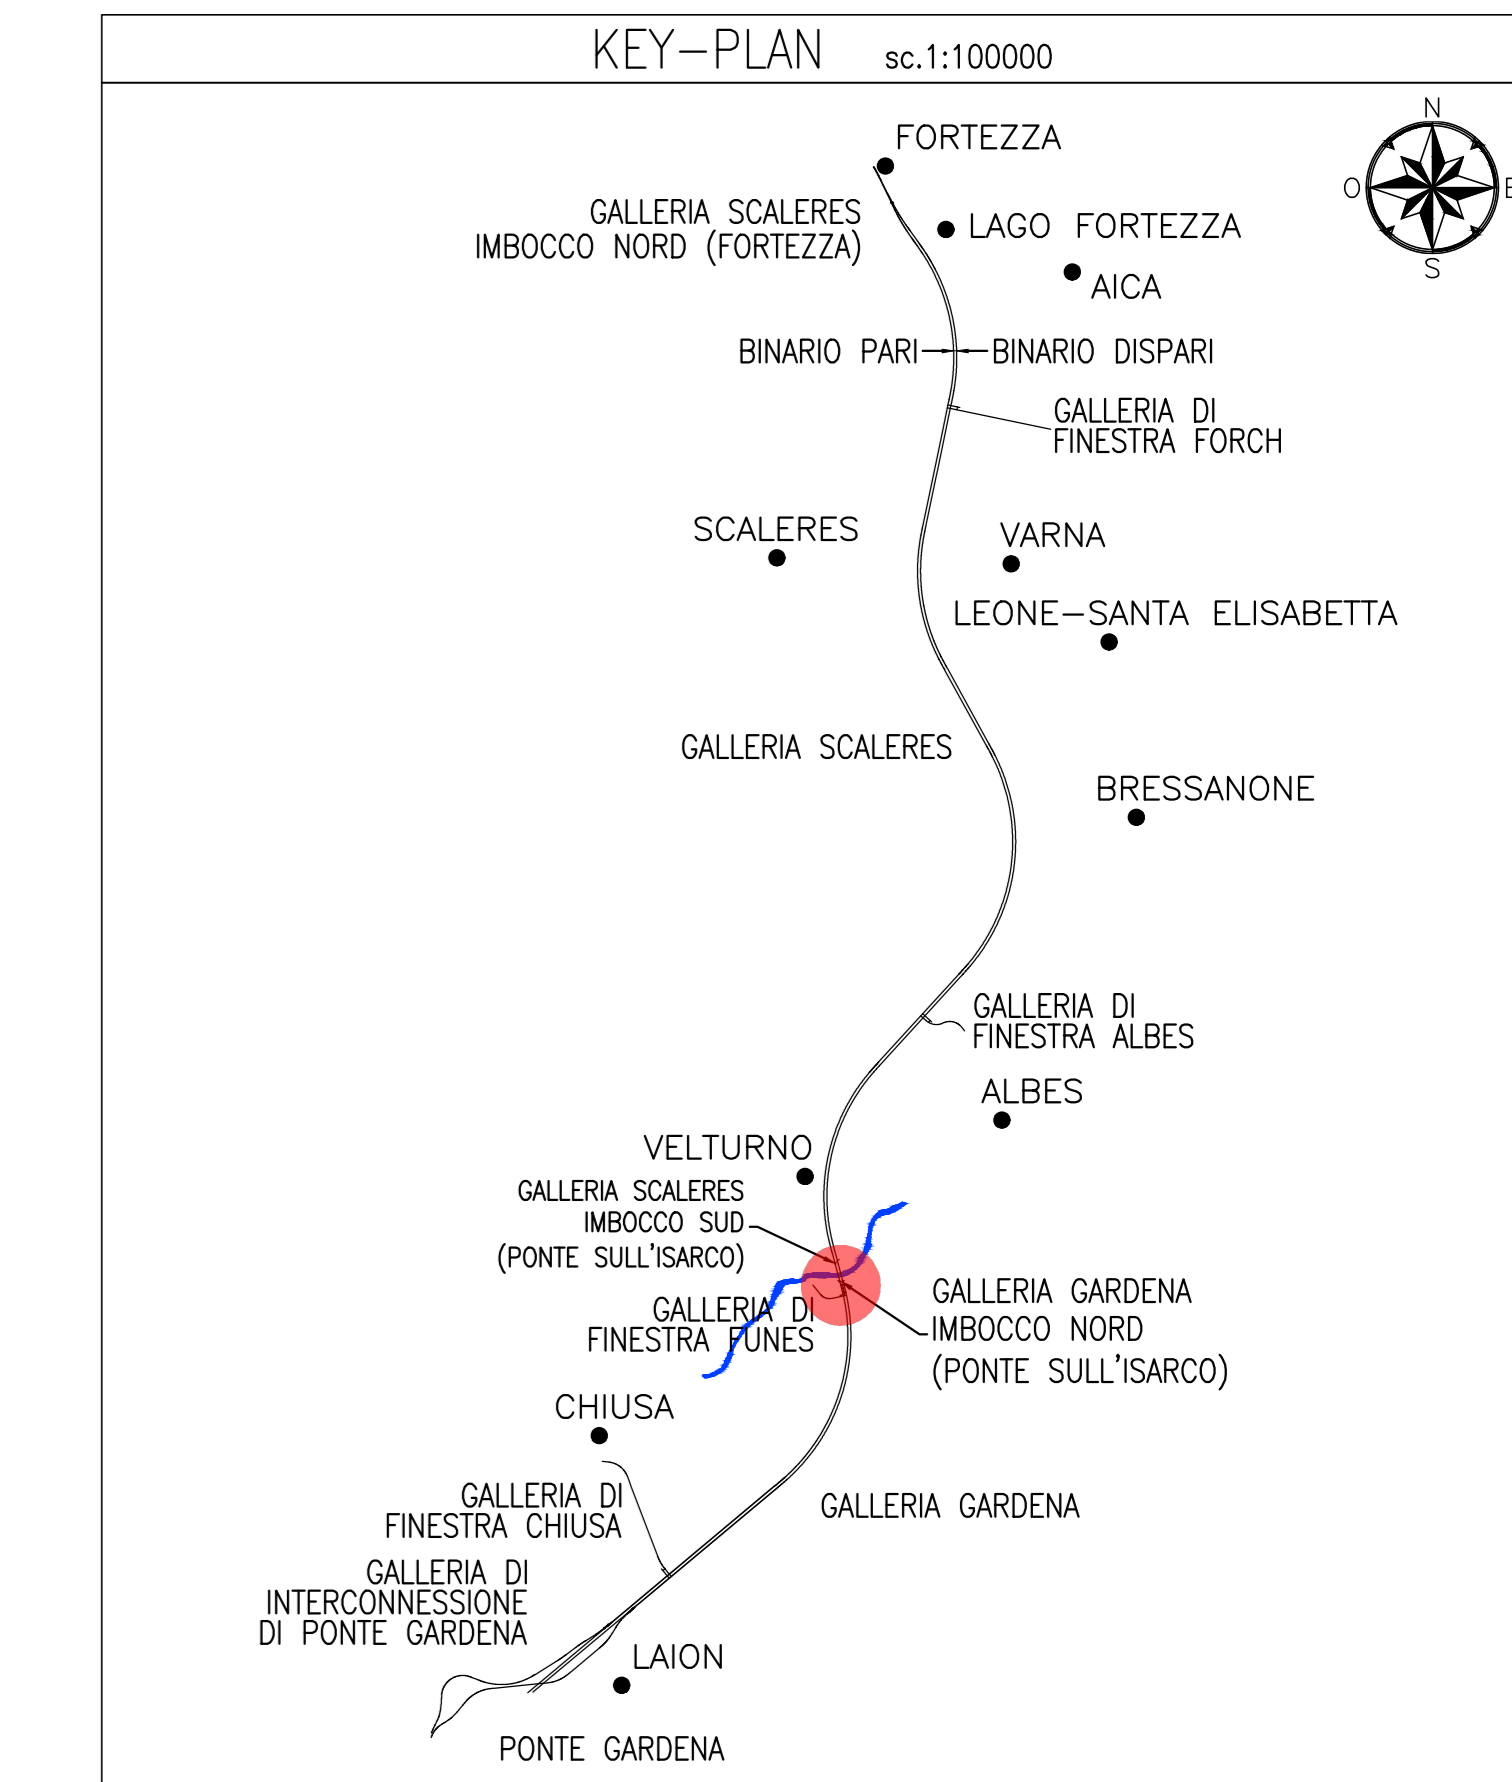 KEY-PLAN sc.1:100000
N
O
S
FORTEZZA
GALLERIA SCALERES
IMBOCCO NORD (FORTEZZA)
LAGO FORTEZZA
AICA
BINARIO PARI
BINARIO DISPARI
GALLERIA DI
FINESTRA FORCH
SCALERES
VARNA
LEONE-SANTA ELISABETTA
GALLERIA SCALERES
BRESSANONE
GALLERIA DI
FINESTRA ALBES
ALBES
VELTURNO
GALLERIA SCALERES
IMBOCCO SUD
(PONTE SULL'ISARCO)
GALLERIA DI
FINESTRA FUNES
GALLERIA GARDENA
IMBOCCO NORD
(PONTE SULL'ISARCO)
CHIUSA
GALLERIA DI
FINESTRA CHIUSA
GALLERIA GARDENA
GALLERIA DI
INTERCONNESSIONE
DI PONTE GARDENA
LAION
PONTE GARDENA